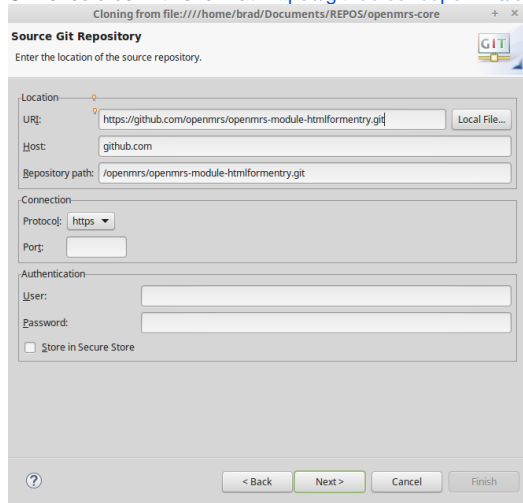 Cloning from file:////home/brad/Documents/REPOS/openmrs-core
Source Git Repository
Enter the location of the source repository.
GIT
Location
URI: https://github.com/openmrs/openmrs-module-htmlformentry.git Local File...
Host: github.com
Repository path: /openmrs/openmrs-module-htmlformentry.git
Connection
Protocol: https
Port:
Authentication
User:
Password:
Store in Secure Store
< Back Next > Cancel Finish